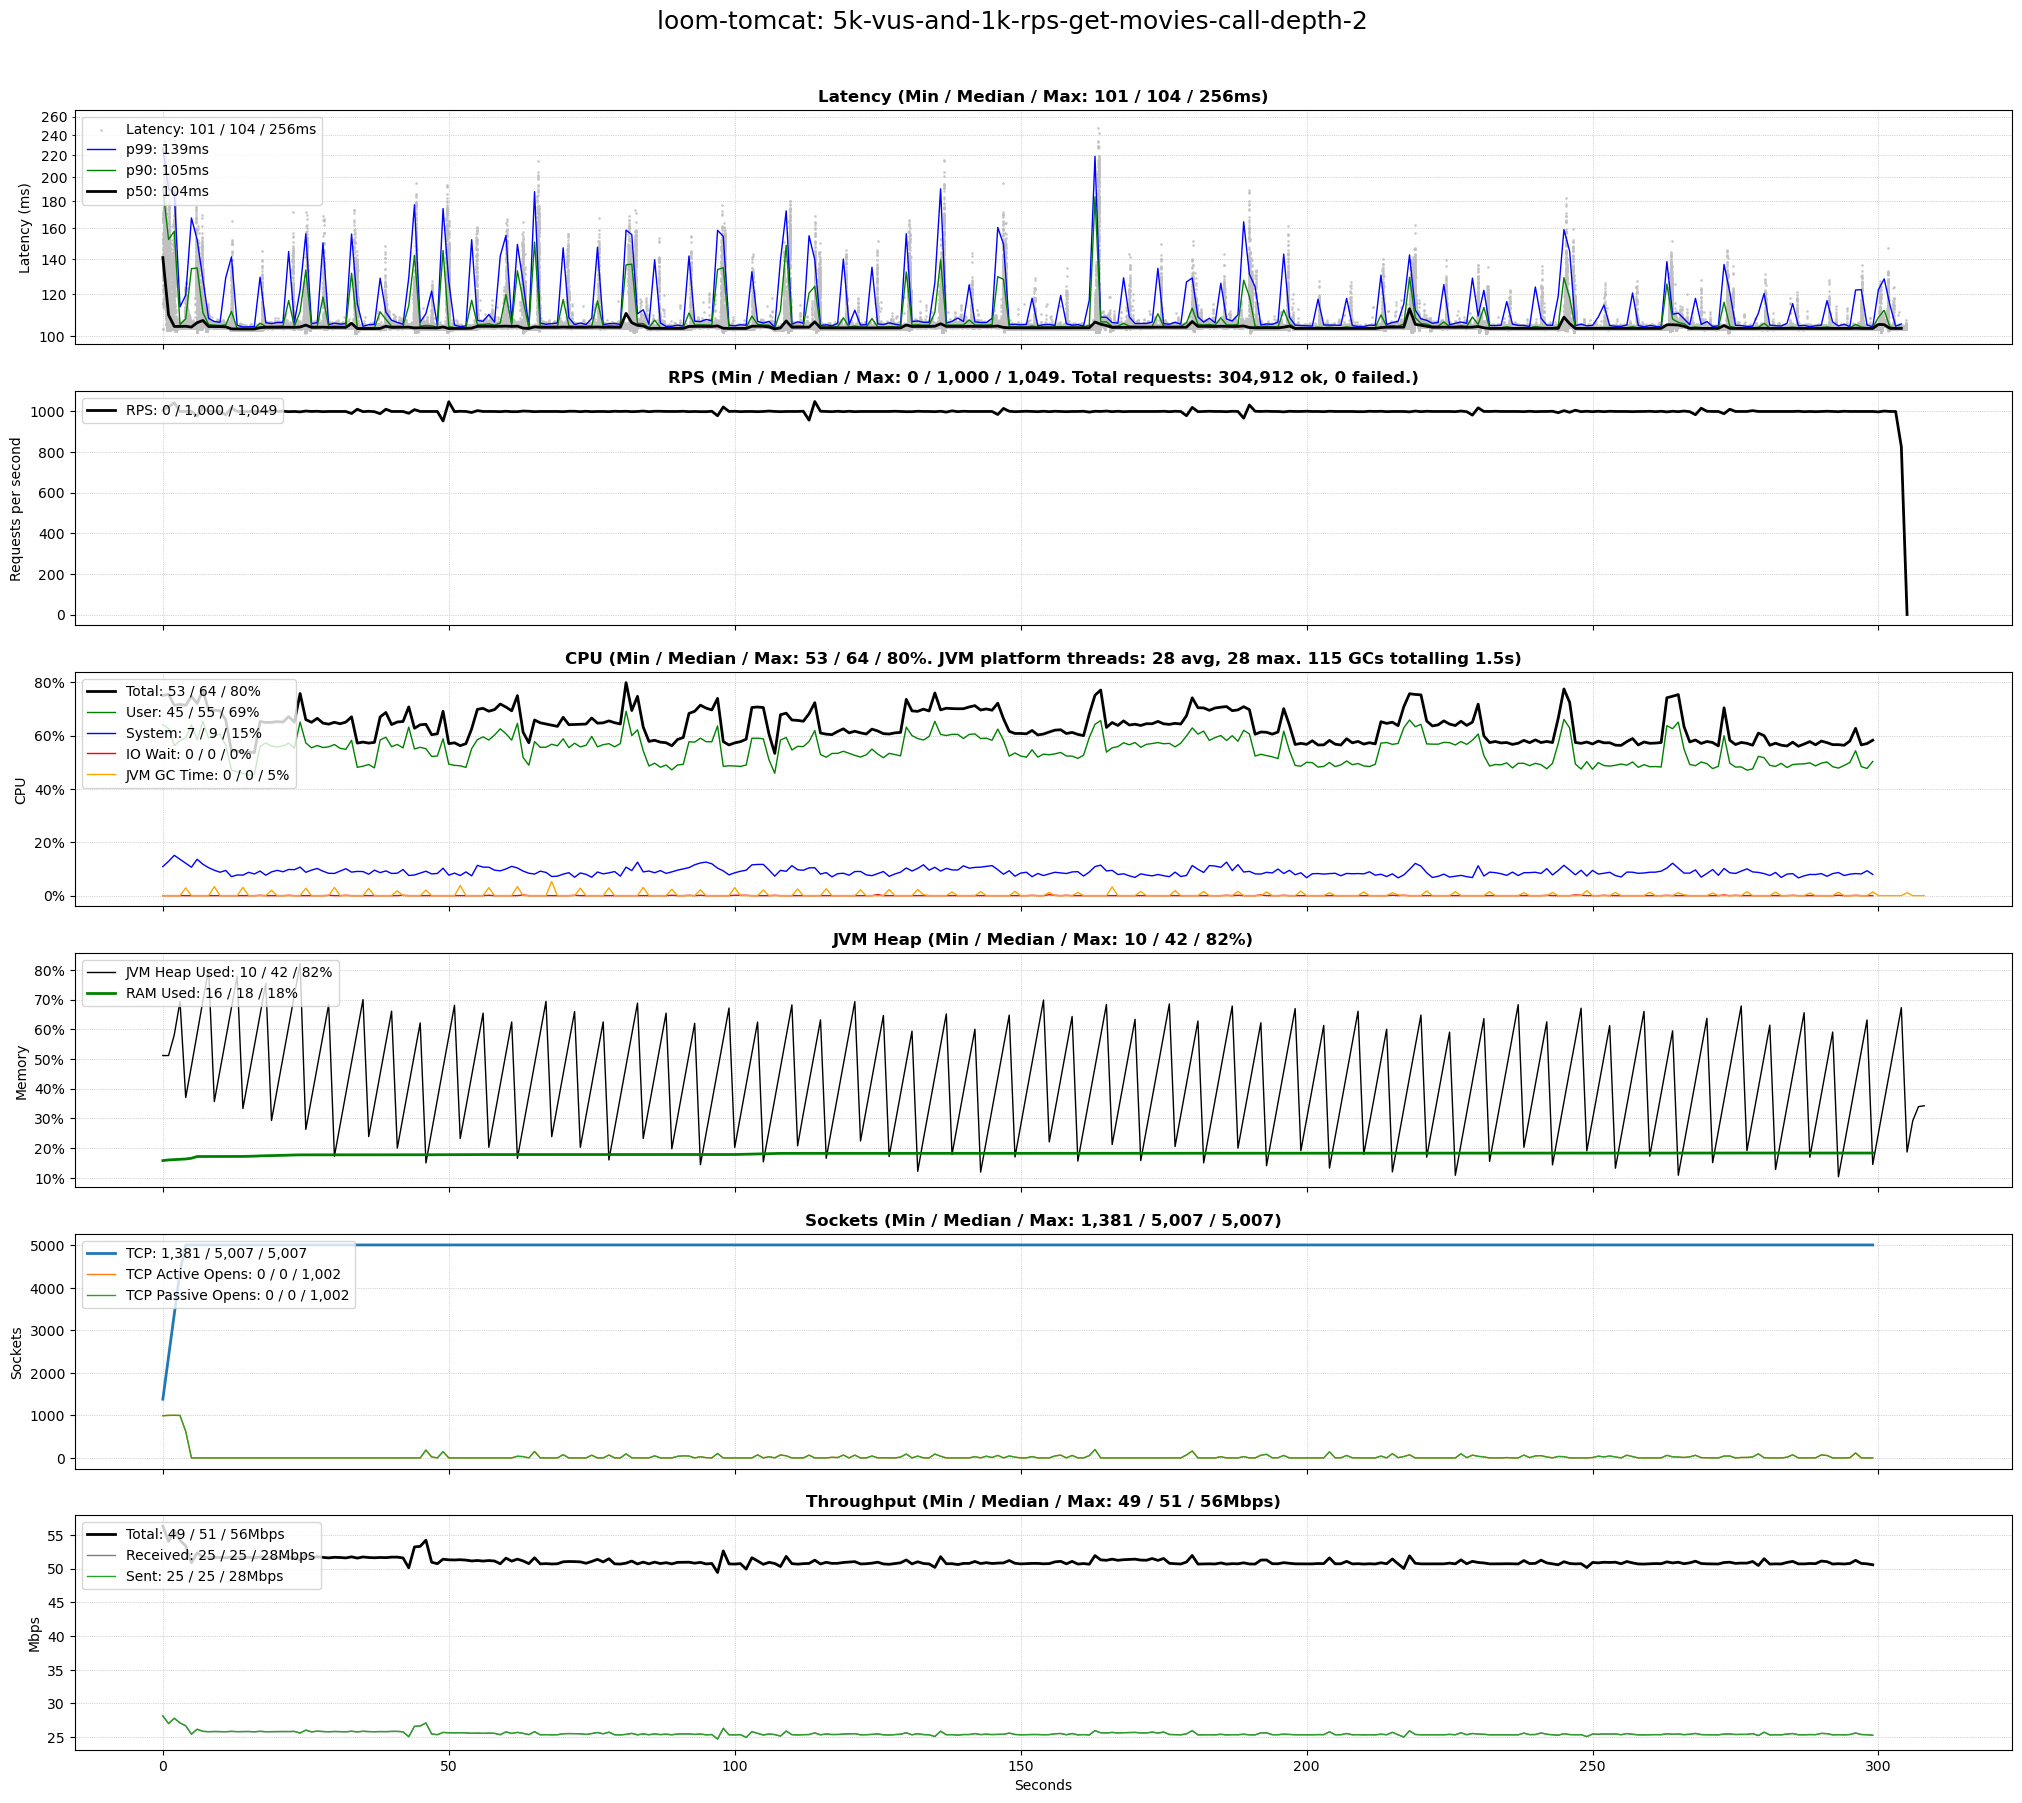 loom-tomcat: 5k-vus-and-1k-rps-get-movies-call-depth-2
Latency (Min / Median / Max: 101 / 104 / 256ms)
Latency (ms)
260
240
220
200
180
160
140
120
100
Latency: 101 / 104 / 256ms
p99: 139ms
p90: 105ms
p50: 104ms
RPS (Min / Median / Max: 0 / 1,000 / 1,049. Total requests: 304,912 ok, 0 failed.)
Requests per second
1000
800
600
400
200
0
RPS: 0 / 1,000 / 1,049
CPU (Min / Median / Max: 53 / 64 / 80%. JVM platform threads: 28 avg, 28 max. 115 GCs totalling 1.5s)
CPU
80%
60%
40%
20%
0%
Total: 53 / 64 / 80%
User: 45 / 55 / 69%
System: 7 / 9 / 15%
IO Wait: 0 / 0 / 0%
JVM GC Time: 0 / 0 / 5%
JVM Heap (Min / Median / Max: 10 / 42 / 82%)
Memory
80%
70%
60%
50%
40%
30%
20%
10%
JVM Heap Used: 10 / 42 / 82%
RAM Used: 16 / 18 / 18%
Sockets (Min / Median / Max: 1,381 / 5,007 / 5,007)
Sockets
5000
4000
3000
2000
1000
0
TCP: 1,381 / 5,007 / 5,007
TCP Active Opens: 0 / 0 / 1,002
TCP Passive Opens: 0 / 0 / 1,002
Throughput (Min / Median / Max: 49 / 51 / 56Mbps)
Mbps
55
50
45
40
35
30
25
Total: 49 / 51 / 56Mbps
Received: 25 / 25 / 28Mbps
Sent: 25 / 25 / 28Mbps
0 50 100 150 200 250 300
Seconds